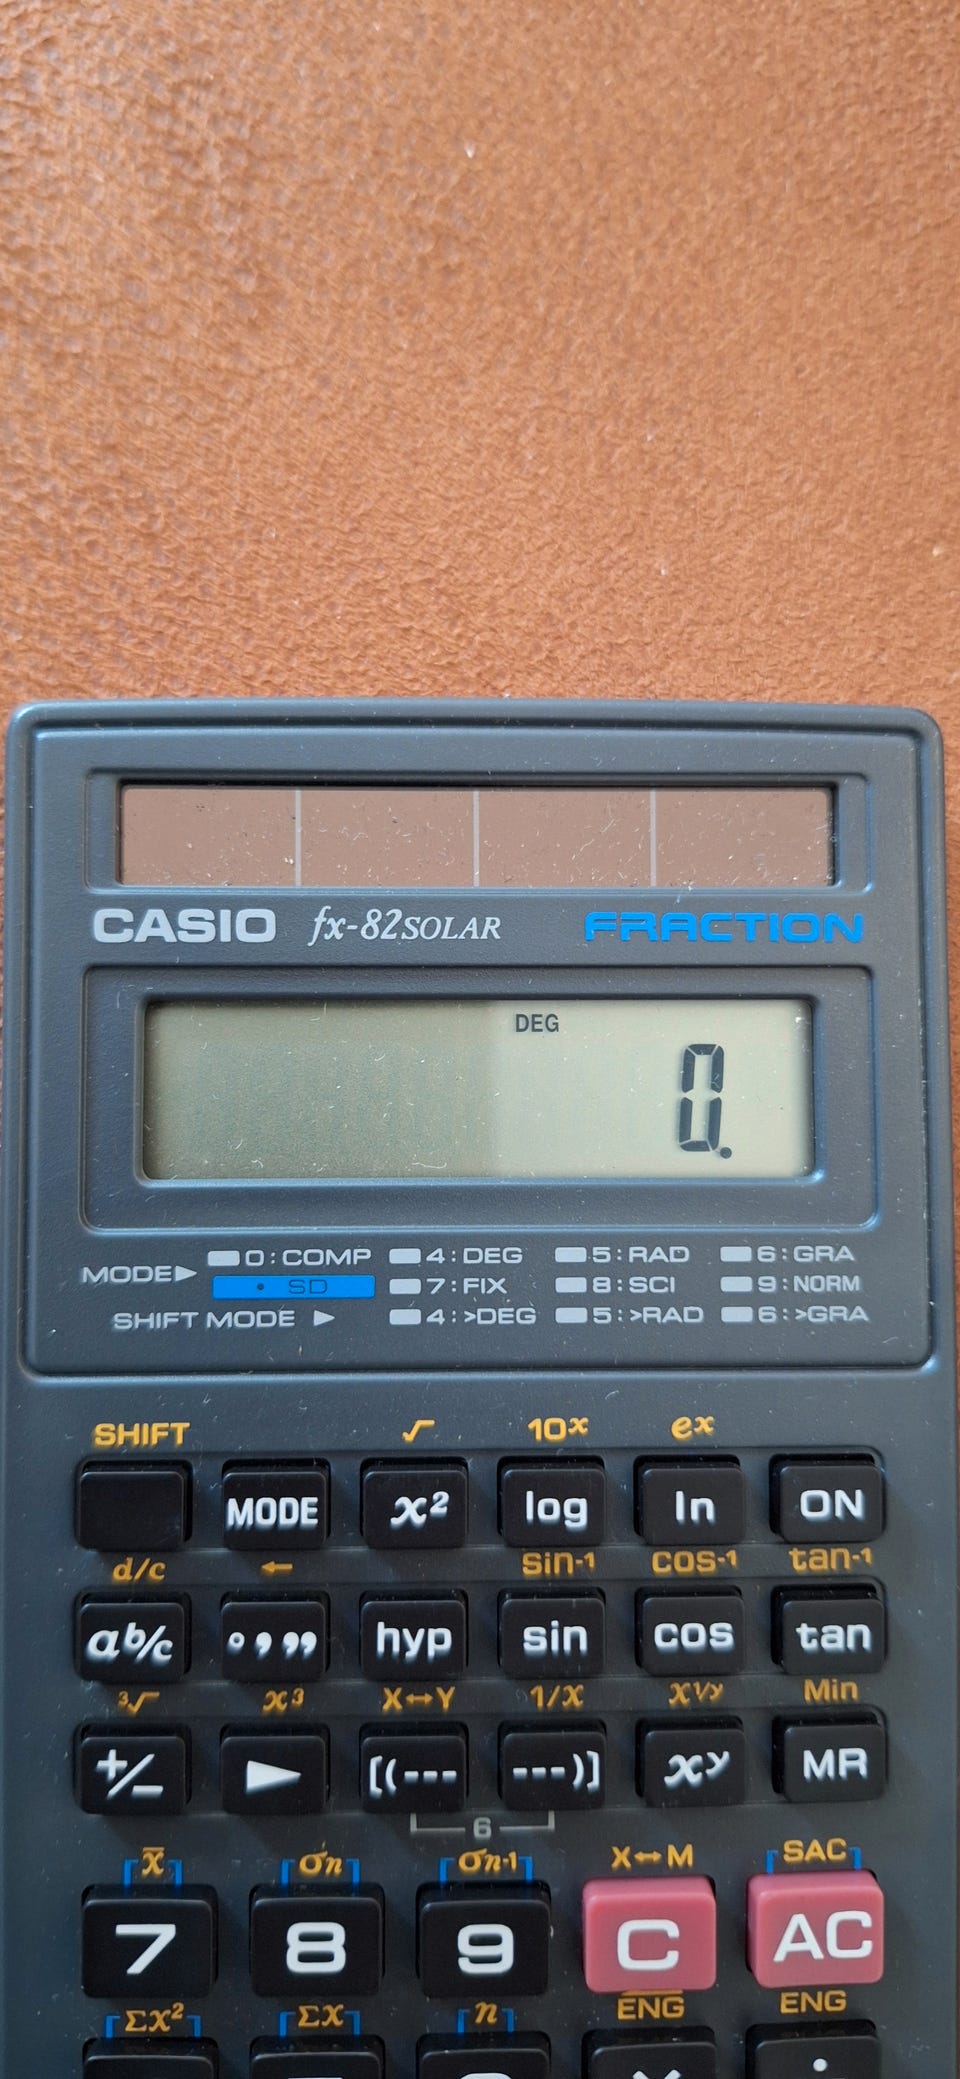 CASIO fx-82SOLAR FRACTION
DEG
0.
MODE▶ 0:COMP 4:DEG 5:RAD 6:GRA
• SD 7:FIX 8:SCI 9:NORM
SHIFT MODE ▶ 4:>DEG 5:>RAD 6:>GRA
SHIFT √ 10ˣ eˣ
MODE x² log ln ON
d/c ← sin⁻¹ cos⁻¹ tan⁻¹
ab/c °,,, hyp sin cos tan
³√ x³ X↔Y 1/x x¹/ʸ Min
+/− ▶ [(--- ---)] xʸ MR
6
x̄ σn σn-1 X↔M SAC
7 8 9 C AC
Σx² Σx n E̅N̅G̅ ENG